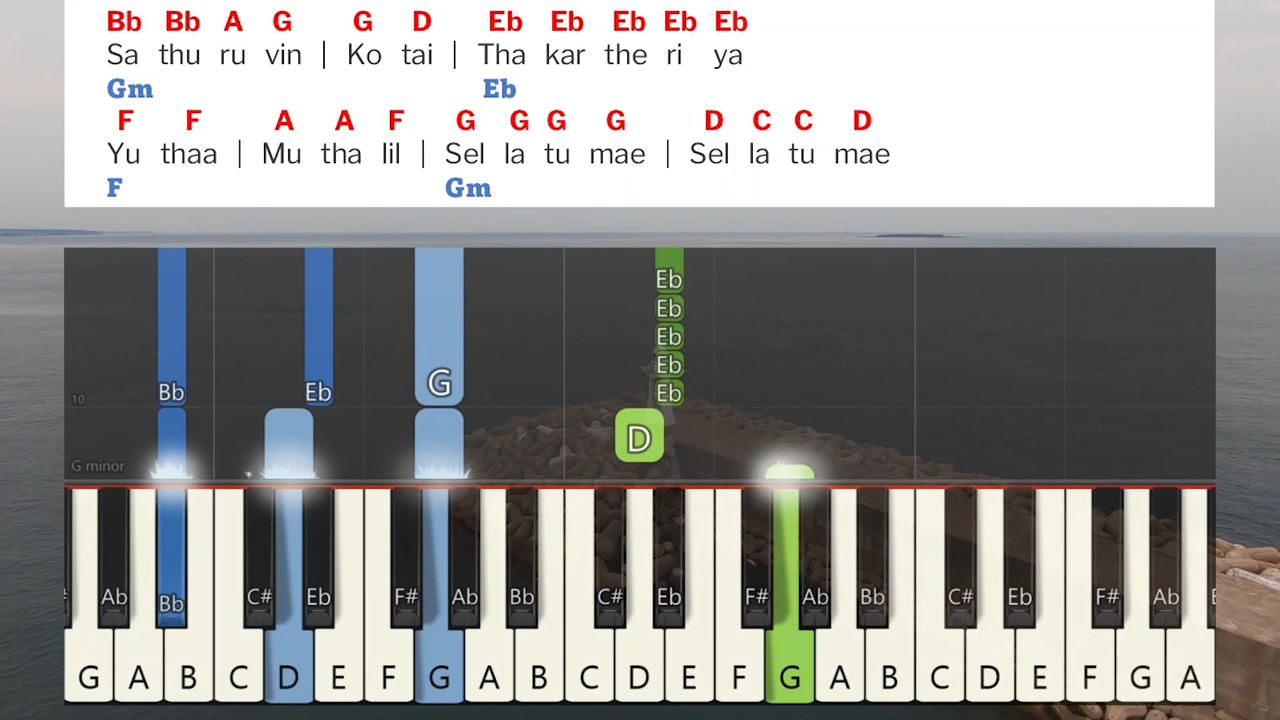 Bb Bb A G G D Eb Eb Eb Eb Eb
Sa thu ru vin | Ko tai | Tha kar the ri ya
Gm Eb
F F A A F G G G G D C C D
Yu thaa | Mu tha lil | Sel la tu mae | Sel la tu mae
F Gm
Eb
Eb
Eb
Eb
Bb Eb G Eb
10
D
G minor
Ab Bb C# Eb F# Ab Bb C# Eb F# Ab Bb C# Eb F# Ab
G A B C D E F G A B C D E F G A B C D E F G A